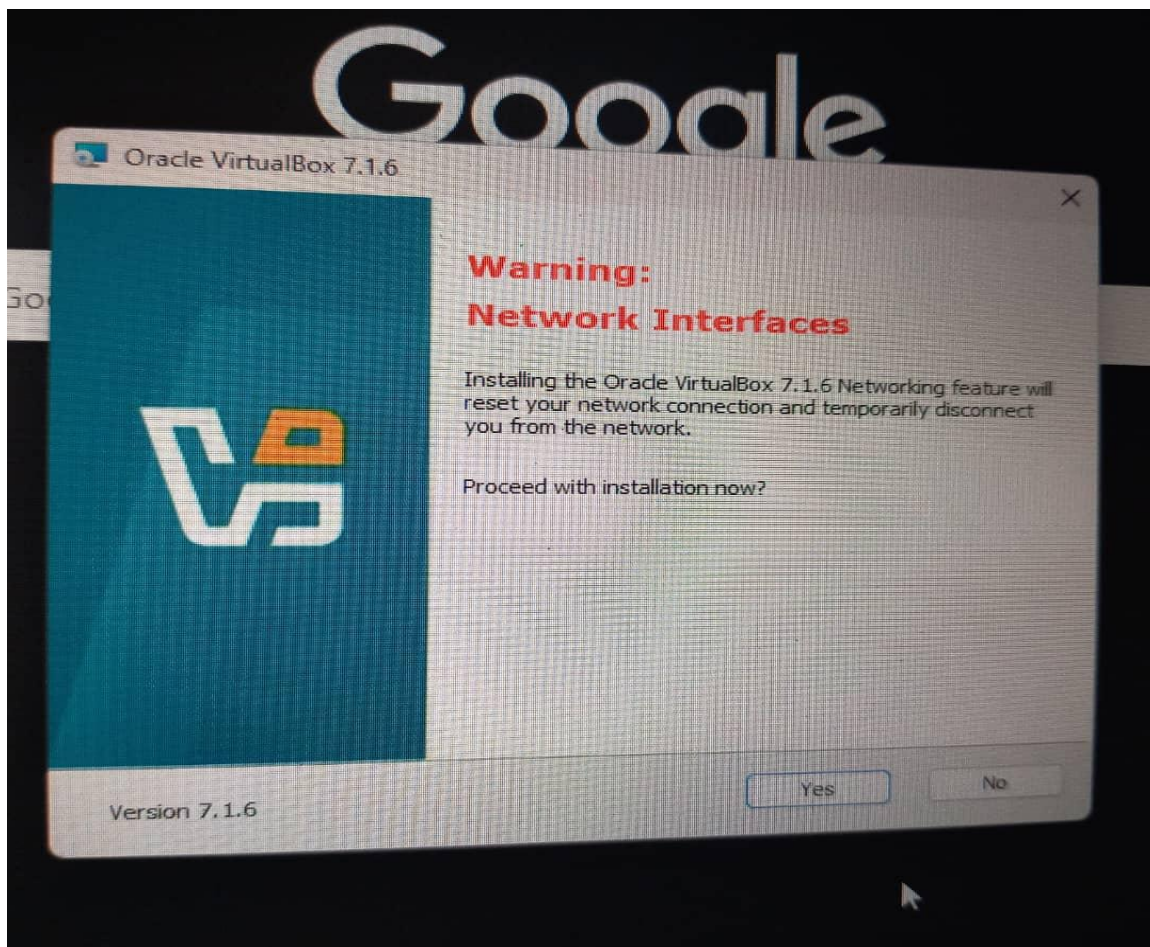 Google
Oracle VirtualBox 7.1.6
Warning:
Network Interfaces
Installing the Oracle VirtualBox 7.1.6 Networking feature will
reset your network connection and temporarily disconnect
you from the network.
Proceed with installation now?
Yes
No
Version 7.1.6